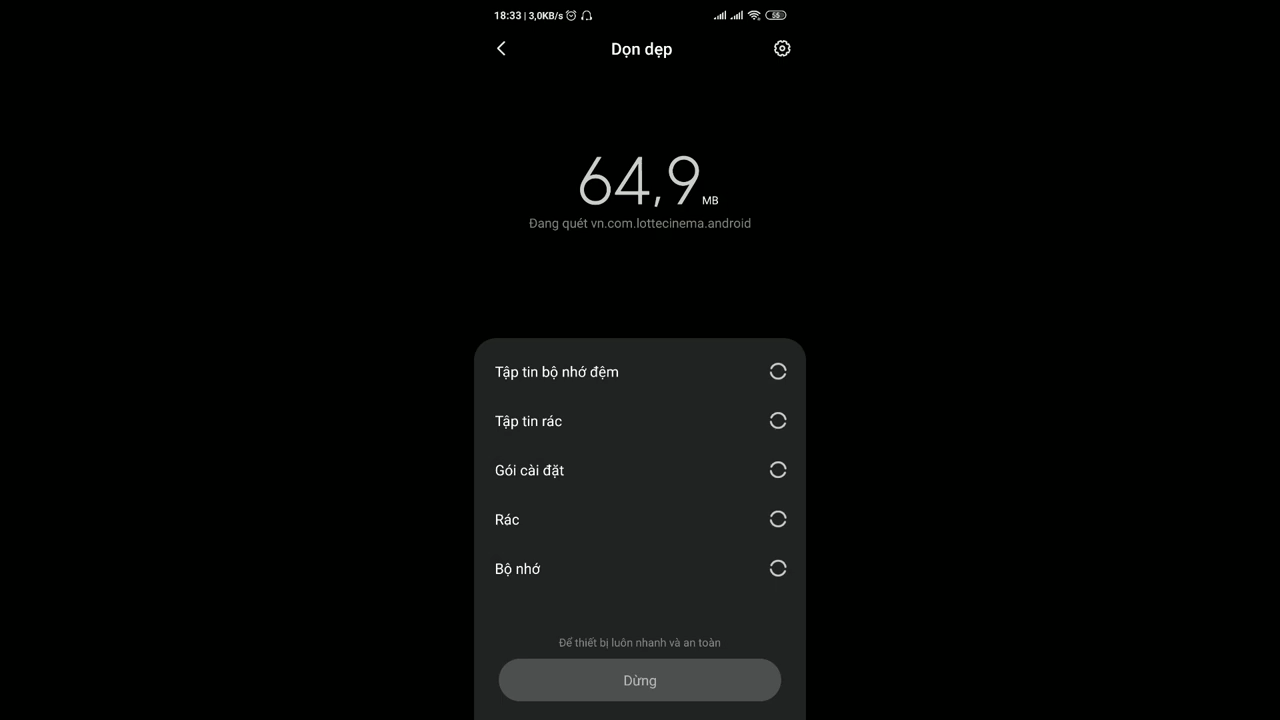 18:33 | 3,0KB/s
55
Dọn dẹp
64,9 MB
Đang quét vn.com.lottecinema.android
Tập tin bộ nhớ đệm
Tập tin rác
Gói cài đặt
Rác
Bộ nhớ
Để thiết bị luôn nhanh và an toàn
Dừng